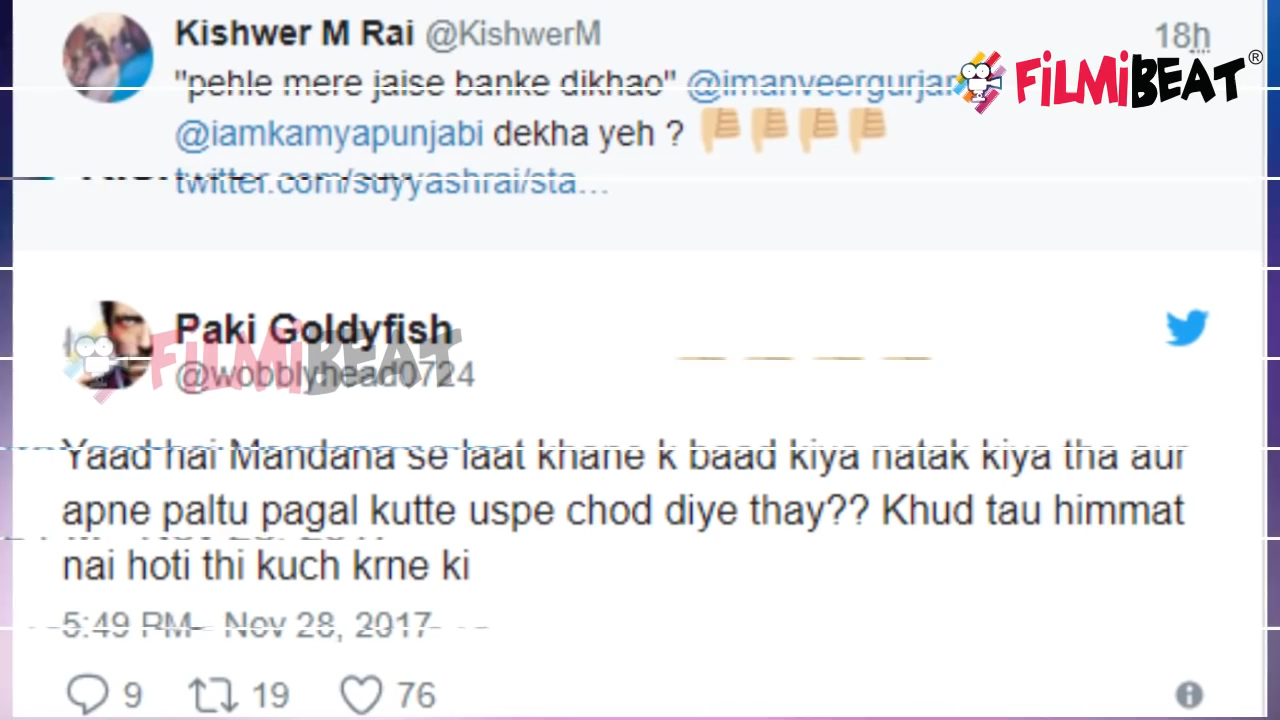 Kishwer M Rai @KishwerM 18h
FiLMiBEAT®
"pehle mere jaise banke dikhao" @imanveergurjar
@iamkamyapunjabi dekha yeh ? 👎👎👎👎
twitter.com/suyyashrai/sta...
Paki Goldyfish
FiLMiBEAT
@wobblyhead0724
Yaad hai Mandana se laat khane k baad kiya natak kiya tha aur
apne paltu pagal kutte uspe chod diye thay?? Khud tau himmat
nai hoti thi kuch krne ki
5:49 PM - Nov 28, 2017
9 19 76